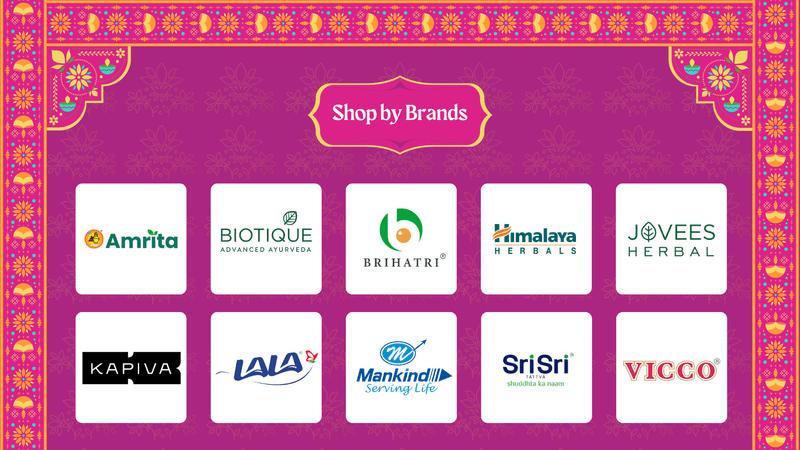 Shop by Brands
Amrita
BIOTIQUE
ADVANCED AYURVEDA
BRIHATRI®
Himalaya
HERBALS
JOVEES
HERBAL
KAPIVA
LALA
M
Mankind
Serving Life
Sri Sri
TATTVA
shuddhta ka naam
VICCO®